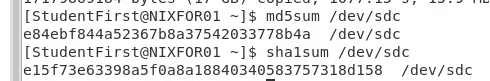 [StudentFirst@NIXFOR01 ~]$ md5sum /dev/sdc
e84ebf844a52367b8a37542033778b4a  /dev/sdc
[StudentFirst@NIXFOR01 ~]$ sha1sum /dev/sdc
e15f73e63398a5f0a8a18840340583757318d158  /dev/sdc